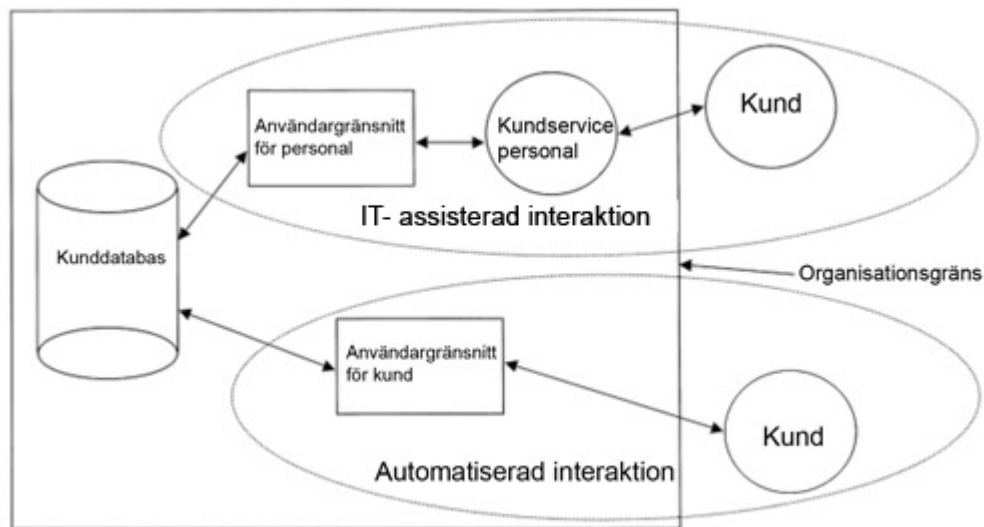 Kund
Användargränsnitt
för personal
Kundservice
personal
IT- assisterad interaktion
Kunddatabas
Organisationsgräns
Användargränsnitt
för kund
Kund
Automatiserad interaktion